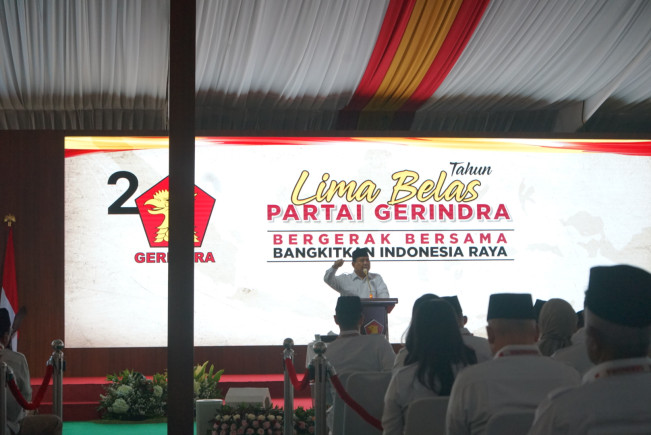 2
GERINDRA
Tahun
Lima Belas
PARTAI GERINDRA
BERGERAK BERSAMA
BANGKITKAN INDONESIA RAYA